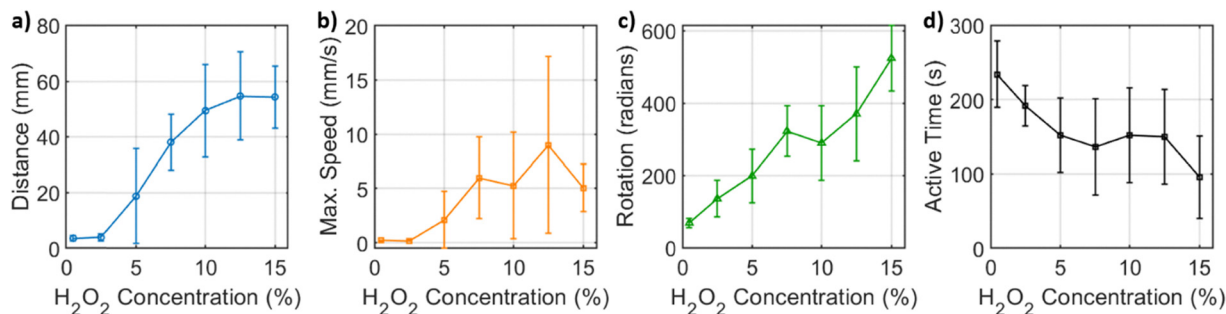 a)
Distance (mm)
80
60
40
20
0
0 5 10 15
H₂O₂ Concentration (%)
b)
Max. Speed (mm/s)
20
15
10
5
0
0 5 10 15
H₂O₂ Concentration (%)
c)
Rotation (radians)
600
400
200
0 5 10 15
H₂O₂ Concentration (%)
d)
Active Time (s)
300
200
100
0
0 5 10 15
H₂O₂ Concentration (%)